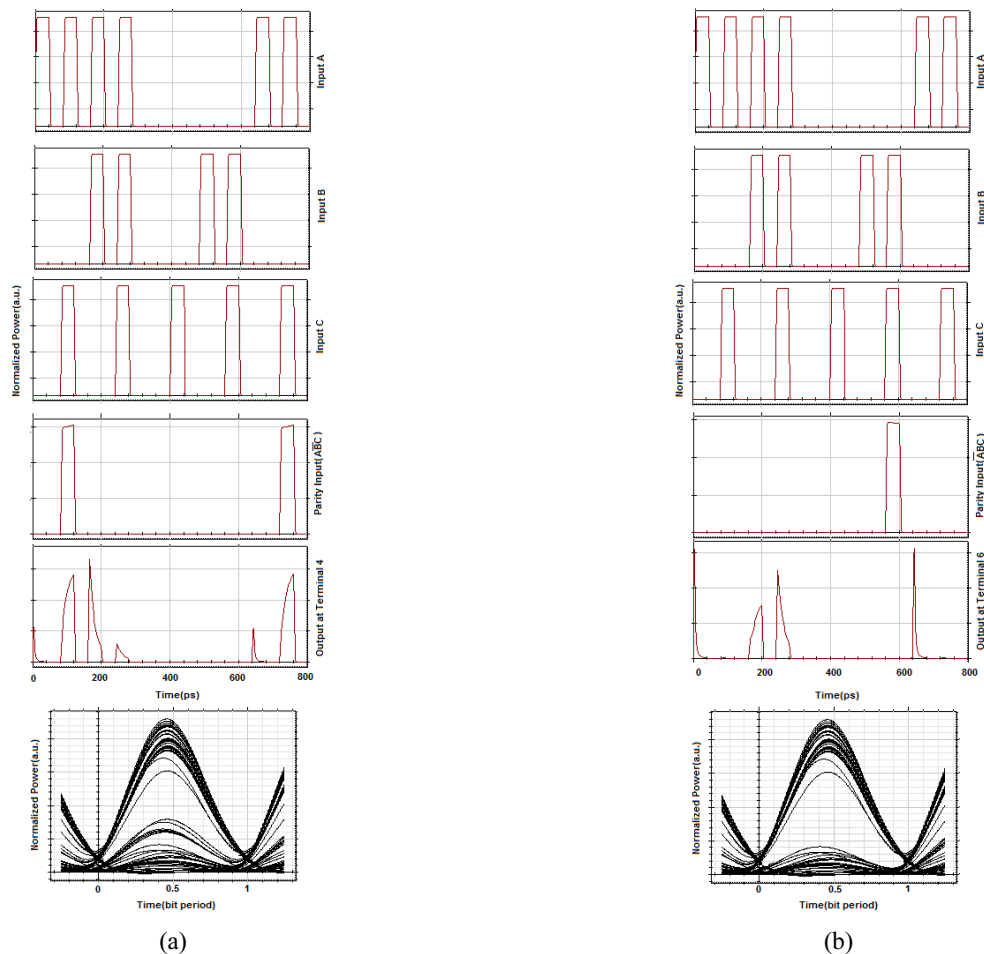 Input A
Input B
Input C
Normalized Power(a.u.)
Parity Input(AB̅C)
Output at Terminal 4
0 200 400 600 800
Time(ps)
Normalized Power(a.u.)
0 0.5 1
Time(bit period)
(a)
Input A
Input B
Input C
Normalized Power(a.u.)
Parity Input(A̅BC)
Output at Terminal 6
0 200 400 600 800
Time(ps)
Normalized Power(a.u.)
0 0.5 1
Time(bit period)
(b)